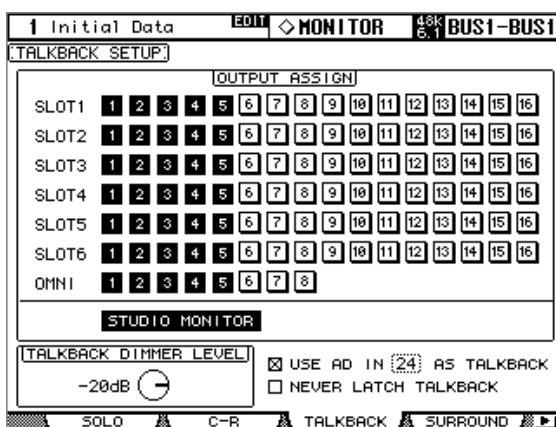 1 Initial Data EDIT ◇MONITOR 48K 6.1 BUS1-BUS1
TALKBACK SETUP
OUTPUT ASSIGN
SLOT1 1 2 3 4 5 6 7 8 9 10 11 12 13 14 15 16
SLOT2 1 2 3 4 5 6 7 8 9 10 11 12 13 14 15 16
SLOT3 1 2 3 4 5 6 7 8 9 10 11 12 13 14 15 16
SLOT4 1 2 3 4 5 6 7 8 9 10 11 12 13 14 15 16
SLOT5 1 2 3 4 5 6 7 8 9 10 11 12 13 14 15 16
SLOT6 1 2 3 4 5 6 7 8 9 10 11 12 13 14 15 16
OMNI 1 2 3 4 5 6 7 8
STUDIO MONITOR
TALKBACK DIMMER LEVEL
-20dB
USE AD IN 24 AS TALKBACK
NEVER LATCH TALKBACK
SOLO C-R TALKBACK SURROUND